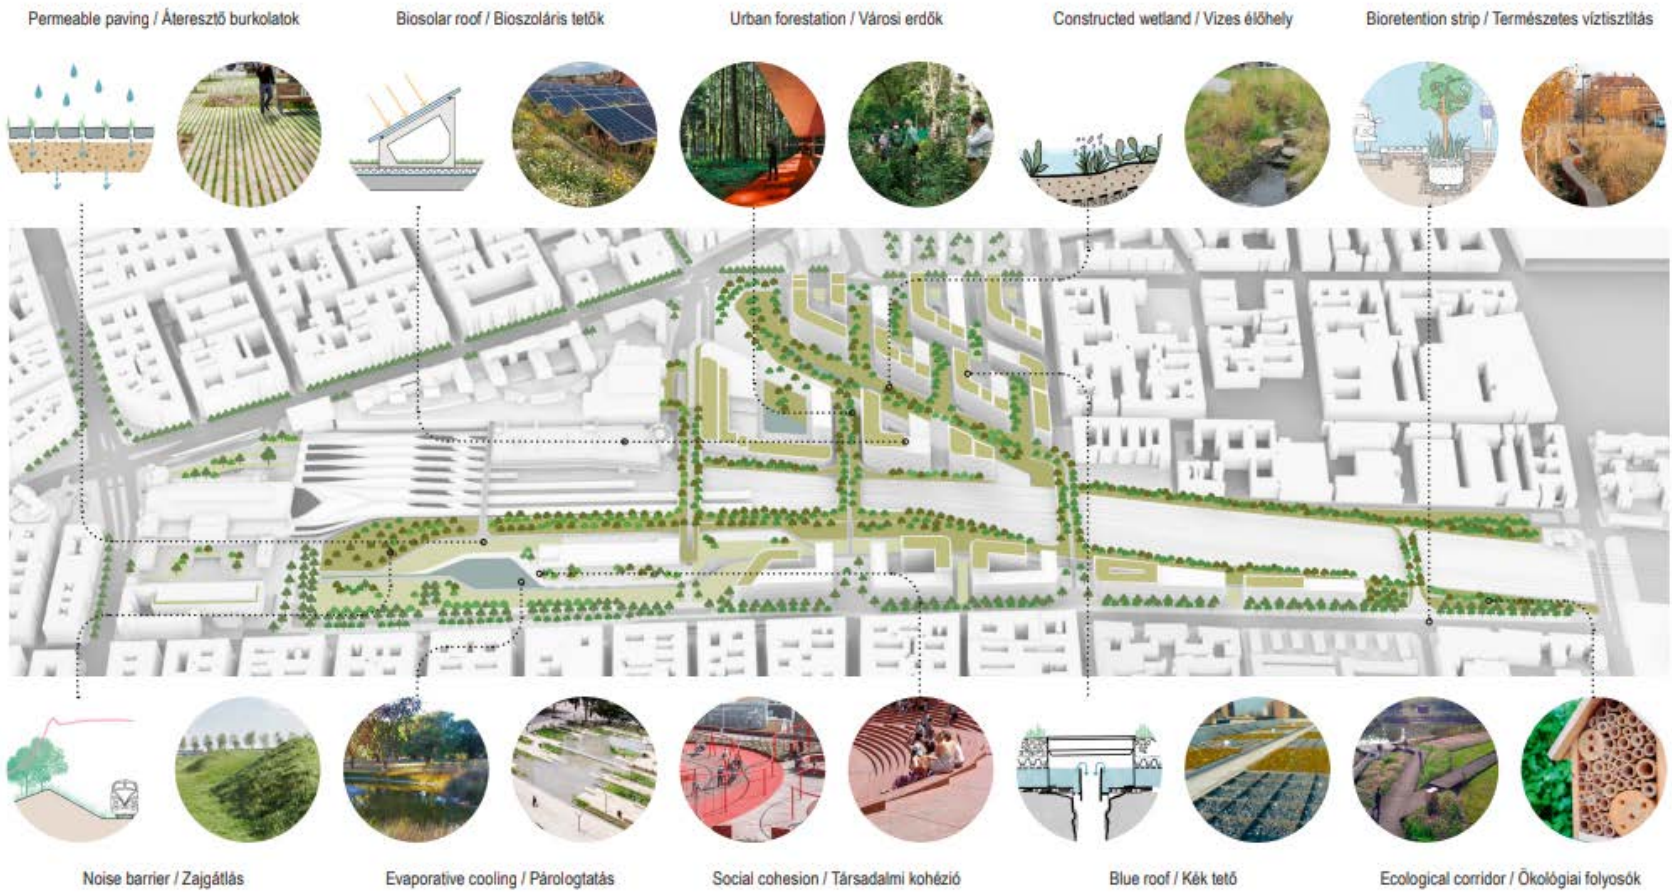 Permeable paving / Áteresztő burkolatok
Biosolar roof / Bioszoláris tetők
Urban forestation / Városi erdők
Constructed wetland / Vizes élőhely
Bioretention strip / Természetes víztisztítás
Noise barrier / Zajgátlás
Evaporative cooling / Párologtatás
Social cohesion / Társadalmi kohézió
Blue roof / Kék tető
Ecological corridor / Ökológiai folyosók